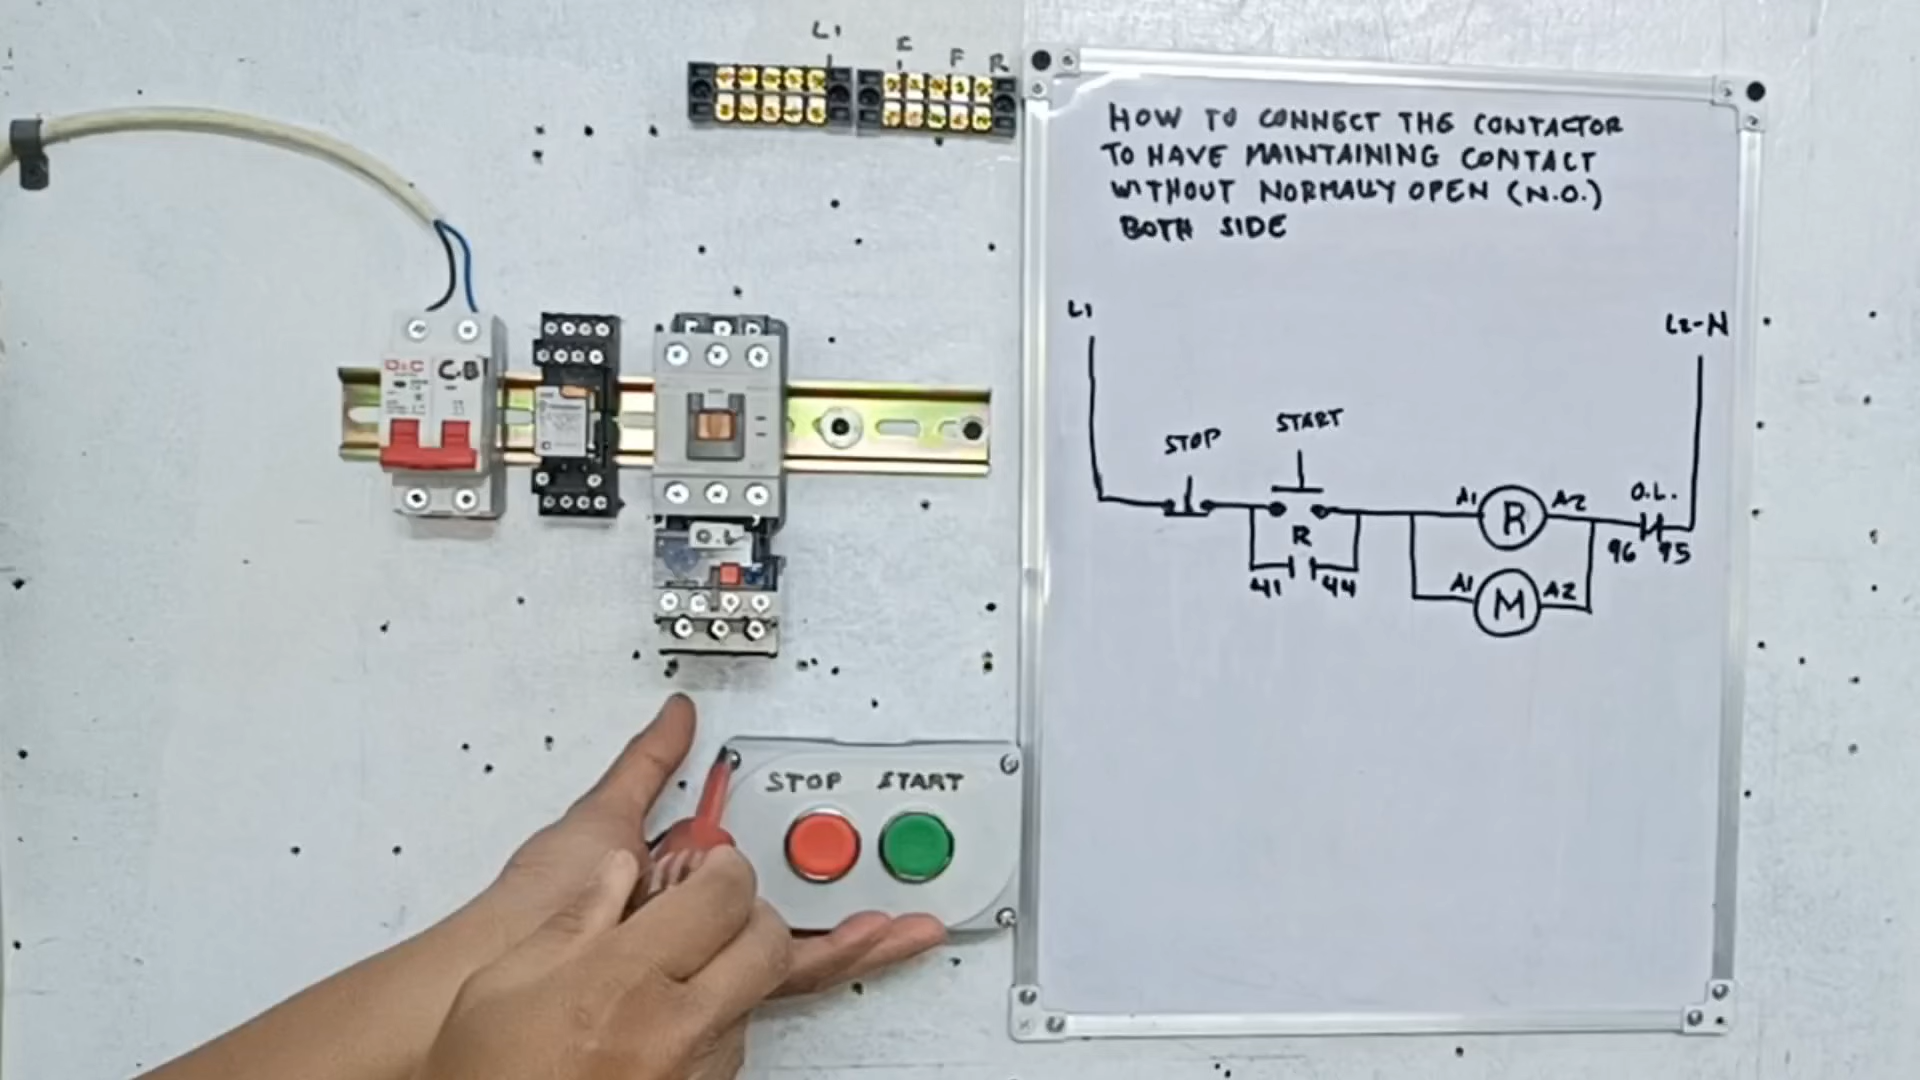 L1
F
R
HOW TO CONNECT THE CONTACTOR
TO HAVE MAINTAINING CONTACT
WITHOUT NORMALLY OPEN (N.O.)
BOTH SIDE
L1
L2-N
STOP
START
A1
R
A2
O.L.
R
96
95
41
44
A1
M
A2
C.B
O.L
STOP START